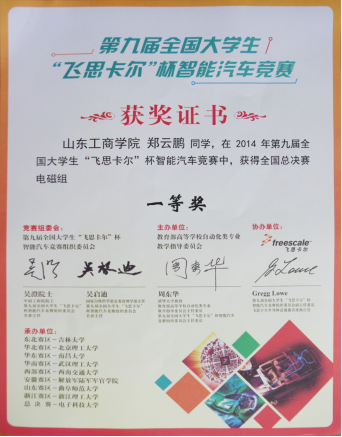 第九届全国大学生
“飞思卡尔”杯智能汽车竞赛
获奖证书
山东工商学院 郑云鹏 同学，在 2014 年第九届全
国大学生“飞思卡尔”杯智能汽车竞赛中，获得全国总决赛
电磁组
一等奖
竞赛组委会：
第九届全国大学生“飞思卡尔”杯
智能汽车竞赛组织委员会
主办单位：
教育部高等学校自动化类专业
教学指导委员会
协办单位：
freescale
飞思卡尔
吴澄院士
吴启迪
周东华
Gregg Lowe
承办单位：
东北赛区－吉林大学
华北赛区－北京理工大学
华东赛区－南昌大学
华南赛区－武汉理工大学
西部赛区－西南交通大学
安徽赛区－解放军陆军军官学院
山东赛区－曲阜师范大学
浙江赛区－浙江理工大学
总 决 赛－电子科技大学